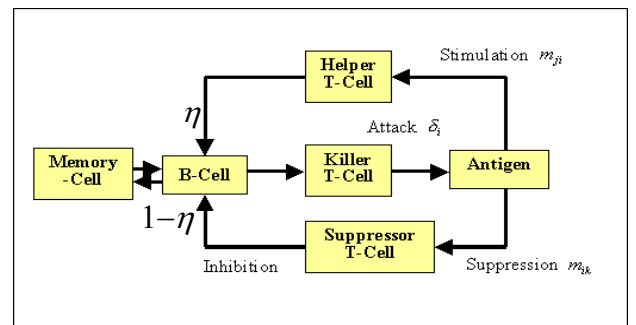 Helper
T-Cell
Stimulation m_ji
η
Attack δ_i
Memory
-Cell
B-Cell
Killer
T-Cell
Antigen
1−η
Suppressor
T-Cell
Inhibition
Suppression m_ik